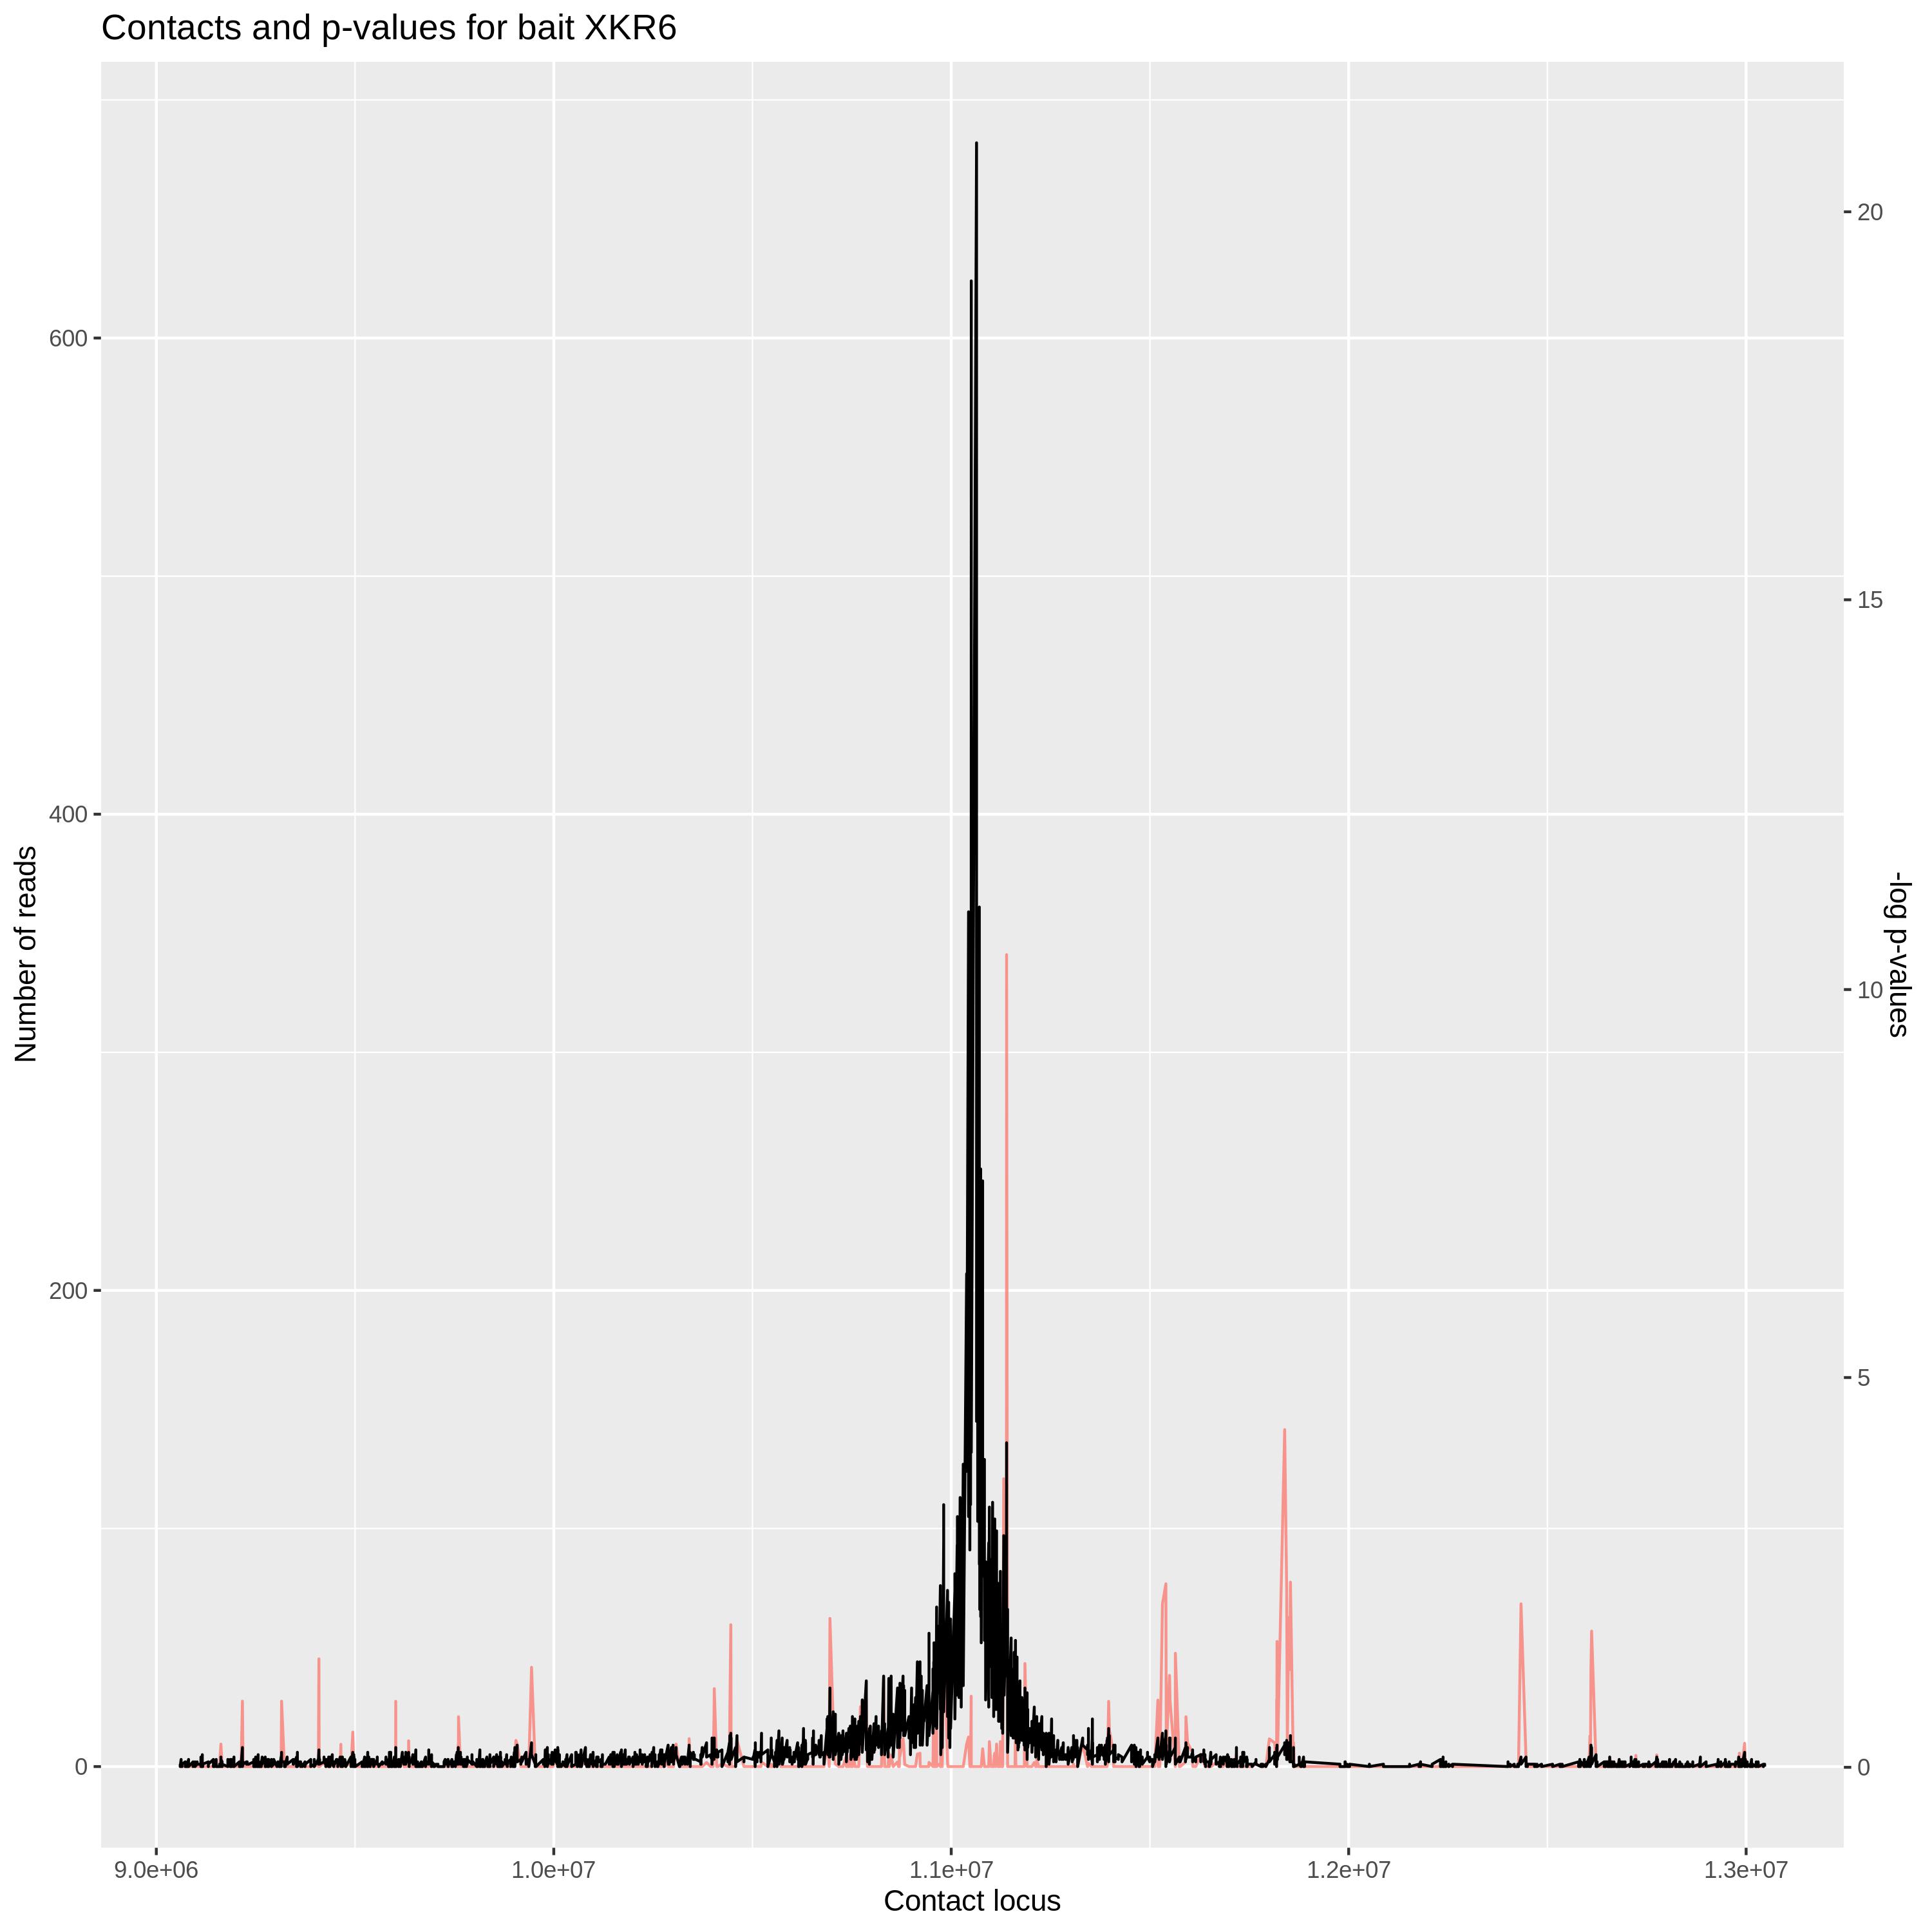 Contacts and p-values for bait XKR6
Number of reads
600
400
200
0
20
15
10
5
0
-log p-values
9.0e+06
1.0e+07
1.1e+07
1.2e+07
1.3e+07
Contact locus